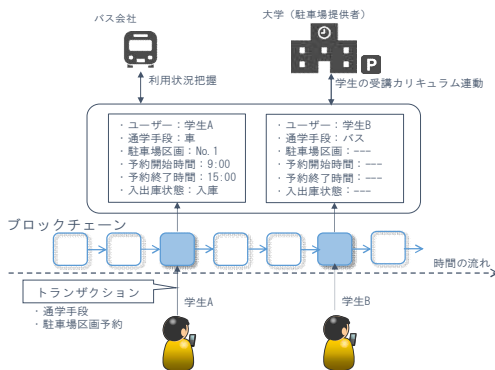 バス会社
大学（駐車場提供者）
P
利用状況把握
学生の受講カリキュラム連動
・ユーザー：学生A
・通学手段：車
・駐車場区画：No.1
・予約開始時間：9:00
・予約終了時間：15:00
・入出庫状態：入庫
・ユーザー：学生B
・通学手段：バス
・駐車場区画：---
・予約開始時間：---
・予約終了時間：---
・入出庫状態：---
ブロックチェーン
時間の流れ
トランザクション
・通学手段
・駐車場区画予約
学生A
学生B